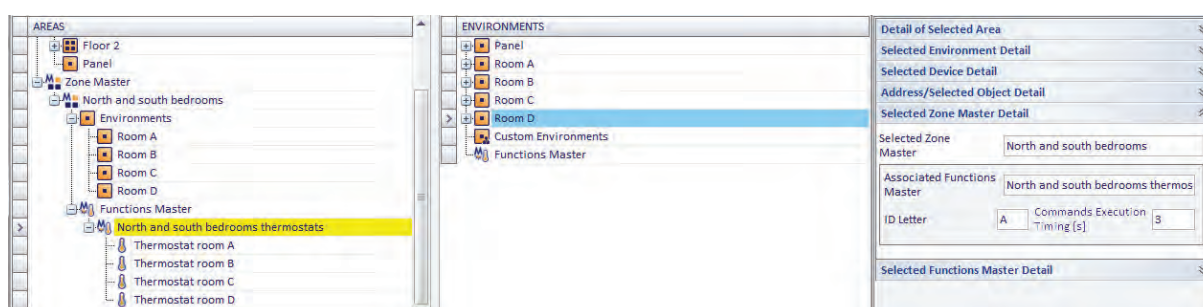 AREAS
Floor 2
Panel
Zone Master
North and south bedrooms
Environments
Room A
Room B
Room C
Room D
Functions Master
North and south bedrooms thermostats
Thermostat room A
Thermostat room B
Thermostat room C
Thermostat room D
ENVIRONMENTS
Panel
Room A
Room B
Room C
Room D
Custom Environments
Functions Master
Detail of Selected Area
Selected Environment Detail
Selected Device Detail
Address/Selected Object Detail
Selected Zone Master Detail
Selected Zone
Master
North and south bedrooms
Associated Functions
Master
North and south bedrooms thermos
ID Letter
A
Commands Execution
Timing [s]
3
Selected Functions Master Detail